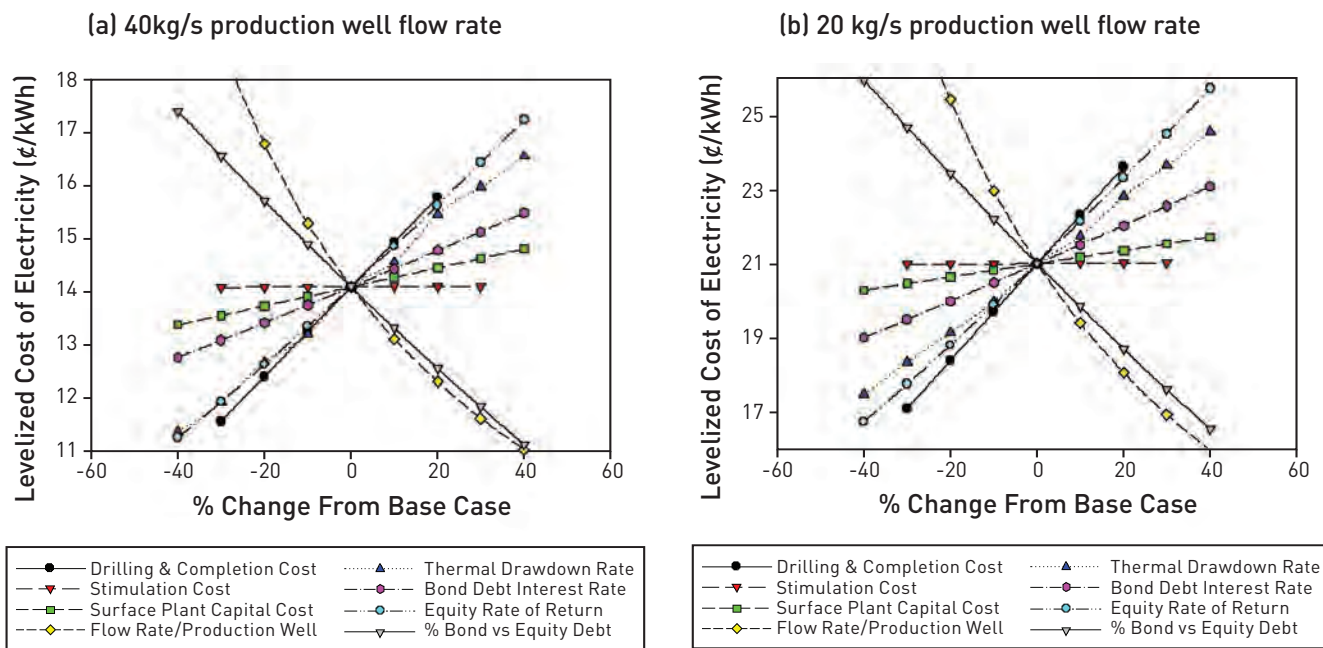 (a) 40kg/s production well flow rate
Levelized Cost of Electricity (¢/kWh)
18
17
16
15
14
13
12
11
-60 -40 -20 0 20 40 60
% Change From Base Case
Drilling & Completion Cost
Stimulation Cost
Surface Plant Capital Cost
Flow Rate/Production Well
Thermal Drawdown Rate
Bond Debt Interest Rate
Equity Rate of Return
% Bond vs Equity Debt
(b) 20 kg/s production well flow rate
Levelized Cost of Electricity (¢/kWh)
25
23
21
19
17
-60 -40 -20 0 20 40 60
% Change From Base Case
Drilling & Completion Cost
Stimulation Cost
Surface Plant Capital Cost
Flow Rate/Production Well
Thermal Drawdown Rate
Bond Debt Interest Rate
Equity Rate of Return
% Bond vs Equity Debt